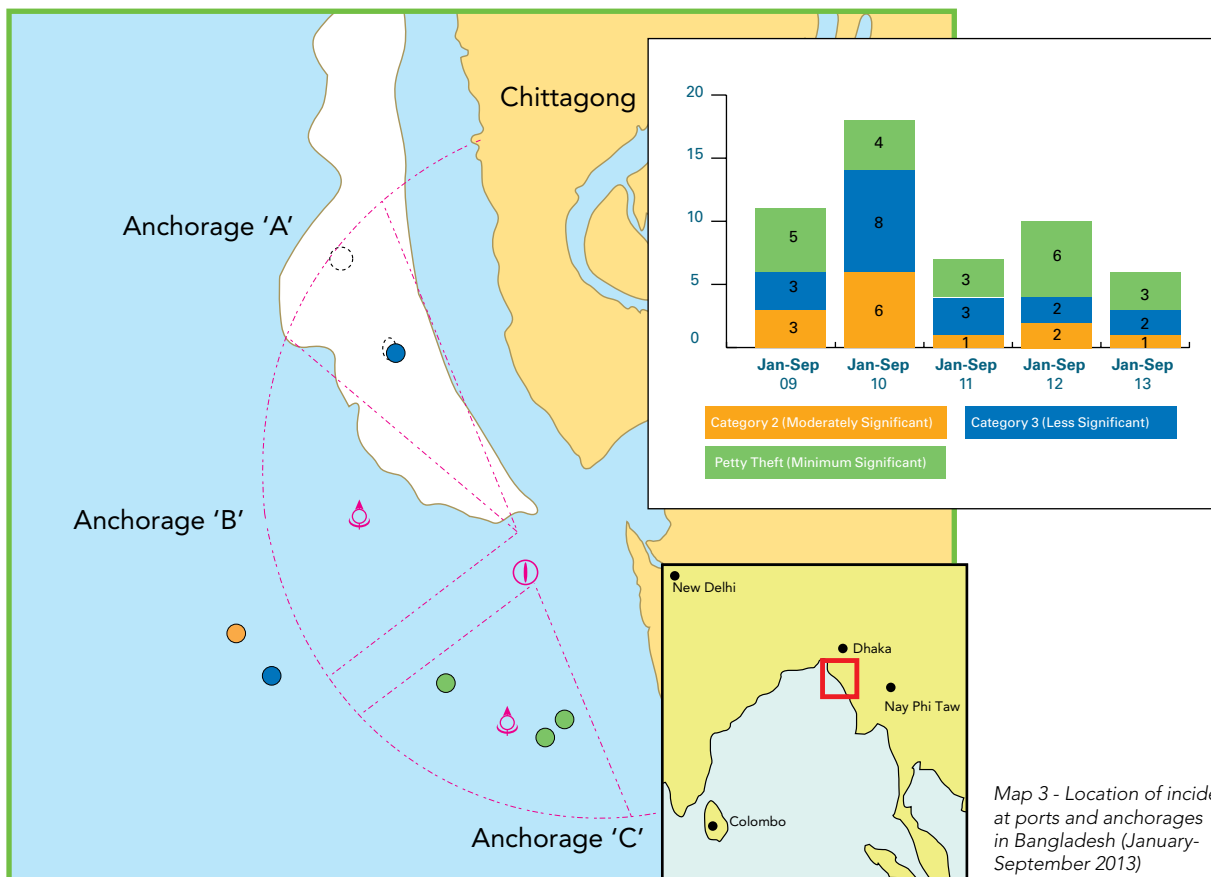 Chittagong
Anchorage 'A'
Anchorage 'B'
Anchorage 'C'
20
15
10
5
0
5
3
3
4
8
6
3
3
1
6
2
2
3
2
1
Jan-Sep Jan-Sep Jan-Sep Jan-Sep Jan-Sep
09 10 11 12 13
Category 2 (Moderately Significant) Category 3 (Less Significant)
Petty Theft (Minimum Significant)
New Delhi
Dhaka
Nay Phi Taw
Colombo
Map 3 - Location of
at ports and anchorages
in Bangladesh (January-
September 2013)